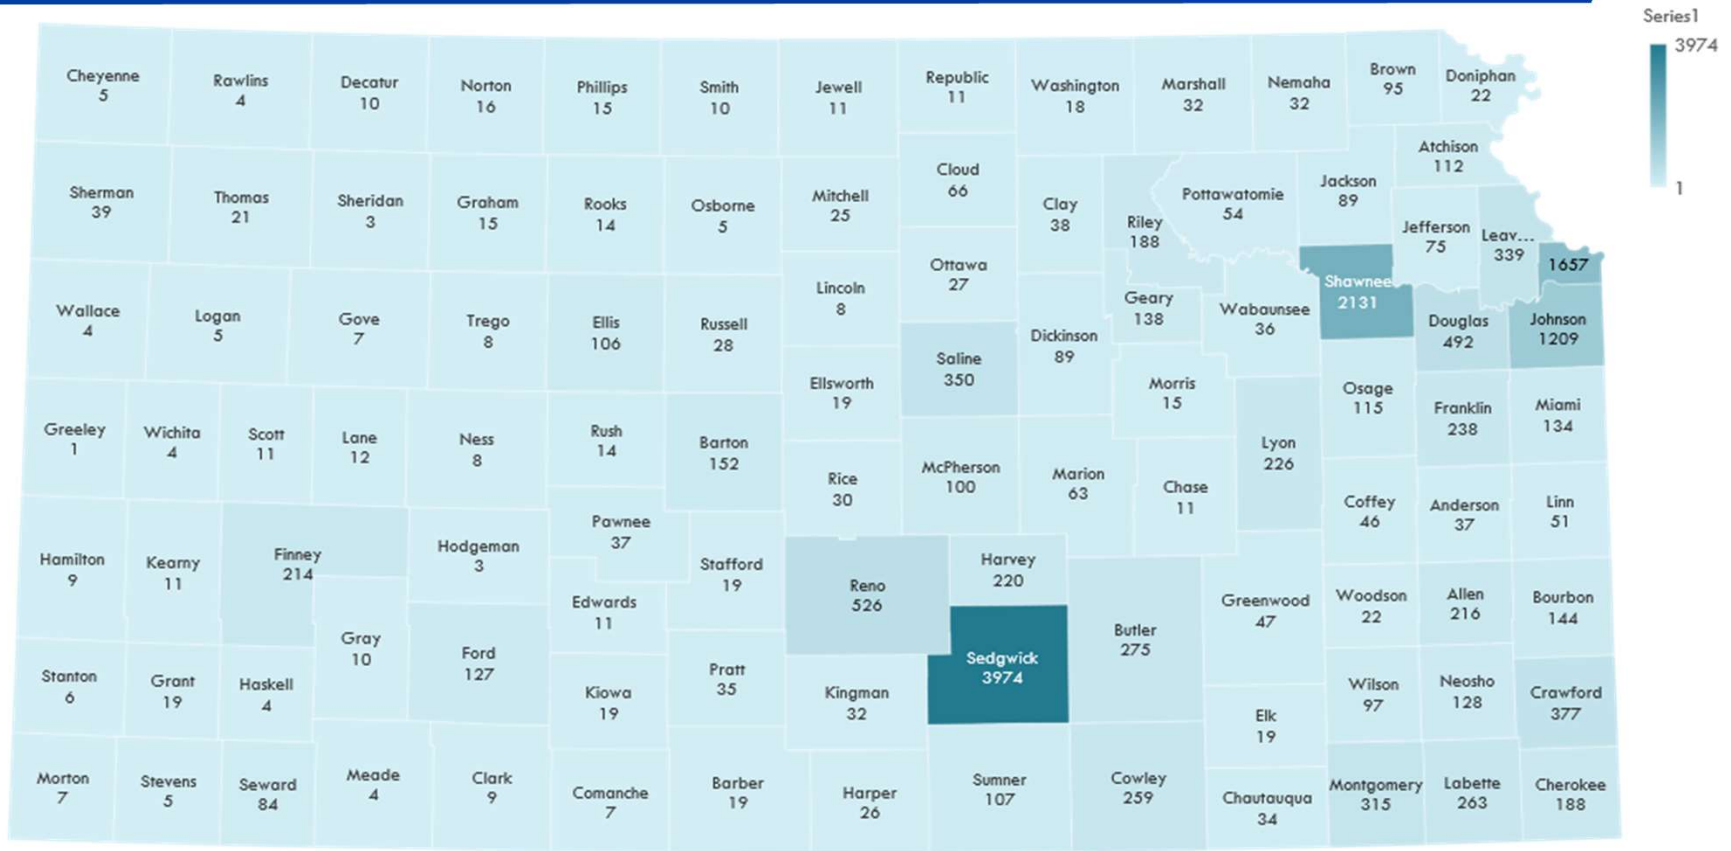 Series1
3974
1
Cheyenne
5
Rawlins
4
Decatur
10
Norton
16
Phillips
15
Smith
10
Jewell
11
Republic
11
Washington
18
Marshall
32
Nemaha
32
Brown
95
Doniphan
22
Atchison
112
Sherman
39
Thomas
21
Sheridan
3
Graham
15
Rooks
14
Osborne
5
Mitchell
25
Cloud
66
Clay
38
Riley
188
Pottawatomie
54
Jackson
89
Jefferson
75
Leav...
339
1657
Wallace
4
Logan
5
Gove
7
Trego
8
Ellis
106
Russell
28
Lincoln
8
Ottawa
27
Saline
350
Dickinson
89
Geary
138
Wabaunsee
36
Shawnee
2131
Douglas
492
Johnson
1209
Greeley
1
Wichita
4
Scott
11
Lane
12
Ness
8
Rush
14
Barton
152
Ellsworth
19
Rice
30
McPherson
100
Marion
63
Morris
15
Chase
11
Lyon
226
Osage
115
Franklin
238
Miami
134
Coffey
46
Anderson
37
Linn
51
Hamilton
9
Kearny
11
Finney
214
Hodgeman
3
Pawnee
37
Stafford
19
Edwards
11
Reno
526
Harvey
220
Sedgwick
3974
Butler
275
Greenwood
47
Woodson
22
Allen
216
Bourbon
144
Gray
10
Ford
127
Stanton
6
Grant
19
Haskell
4
Kiowa
19
Pratt
35
Kingman
32
Elk
19
Wilson
97
Neosho
128
Crawford
377
Morton
7
Stevens
5
Seward
84
Meade
4
Clark
9
Comanche
7
Barber
19
Harper
26
Sumner
107
Cowley
259
Chautauqua
34
Montgomery
315
Labette
263
Cherokee
188